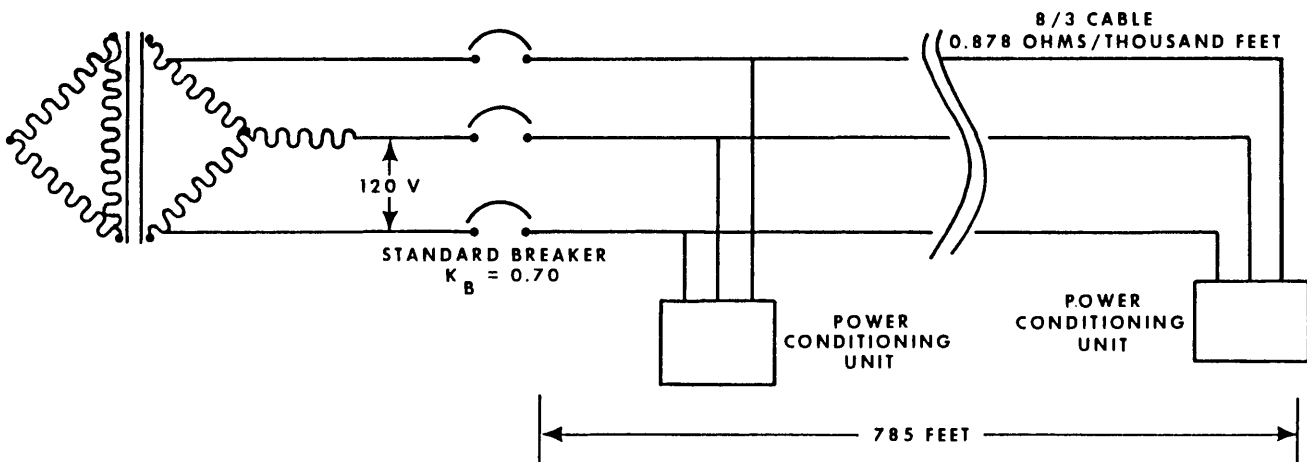 8/3 CABLE
0.878 OHMS/THOUSAND FEET
120 V
STANDARD BREAKER
K_B = 0.70
POWER
CONDITIONING
UNIT
POWER
CONDITIONING
UNIT
785 FEET